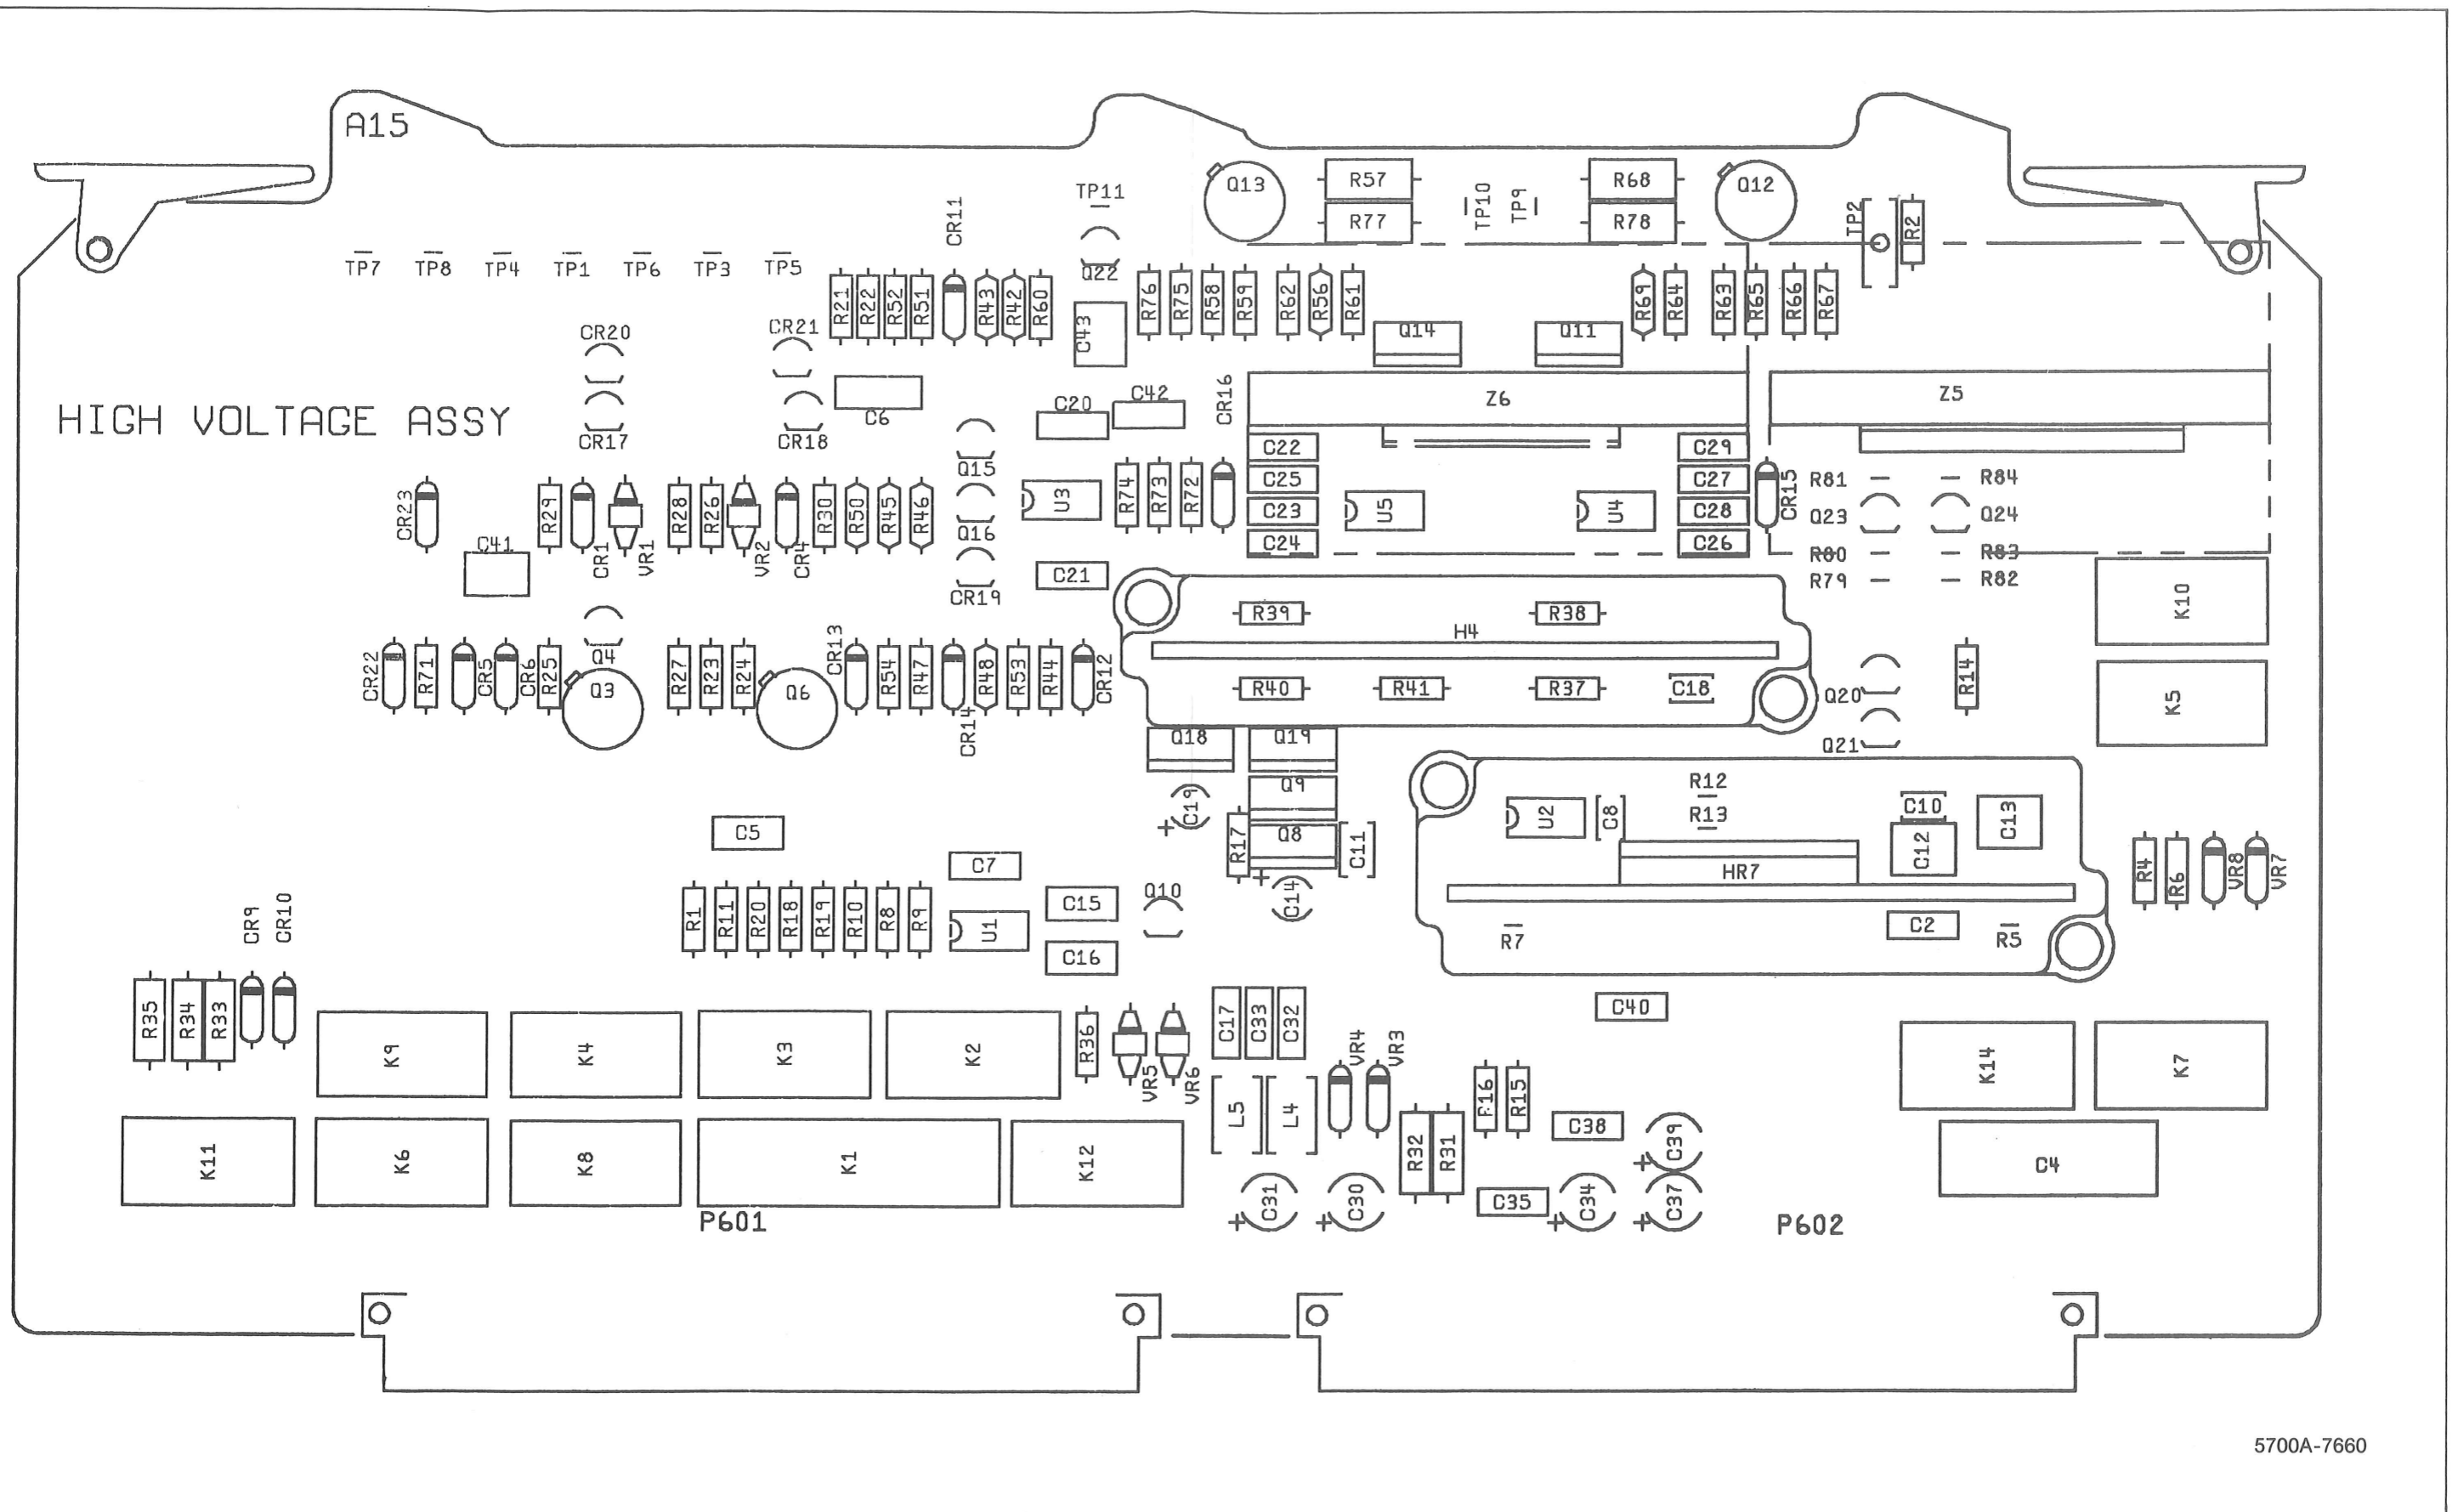 A15
TP11
Q13
R57
R77
TP10
TP9
R68
R78
Q12
TP2
R2
CR11
TP7
TP8
TP4
TP1
TP6
TP3
TP5
Q22
R21
R22
R52
R51
R43
R42
R60
C43
R76
R75
R58
R59
R62
R56
R61
Q14
Q11
R69
R64
R63
R65
R66
R67
CR20
CR21
HIGH VOLTAGE ASSY
CR17
CR18
C6
C20
C42
CR16
Z6
Z5
Q15
C22
C29
C25
C27
C23
C28
C24
C26
CR15
R81
R84
Q23
Q24
R80
R83
R79
R82
CR23
C41
R29
CR1
VR1
R28
R26
VR2
CR4
R30
R50
R45
R46
Q16
U3
R74
R73
R72
U5
U4
CR19
C21
K10
R39
R38
H4
R40
R41
R37
C18
CR22
R71
CR5
CR6
R25
Q4
Q3
R27
R23
R24
Q6
CR13
R54
R47
CR14
R48
R53
R44
CR12
Q20
Q21
R14
K5
Q18
Q19
Q9
Q8
C19
R17
C11
C14
R12
R13
U2
C8
C10
C12
C13
HR7
C2
R7
R5
R4
R6
VR8
VR7
C5
C7
R1
R11
R20
R18
R19
R10
R8
R9
U1
C15
C16
Q10
CR9
CR10
R35
R34
R33
K9
K4
K3
K2
R36
VR5
VR6
C17
C33
C32
VR4
VR3
C40
K14
K7
L5
L4
R16
R15
R32
R31
C38
C39
C4
K11
K6
K8
K1
K12
C31
C30
C35
C34
C37
P601
P602
5700A-7660